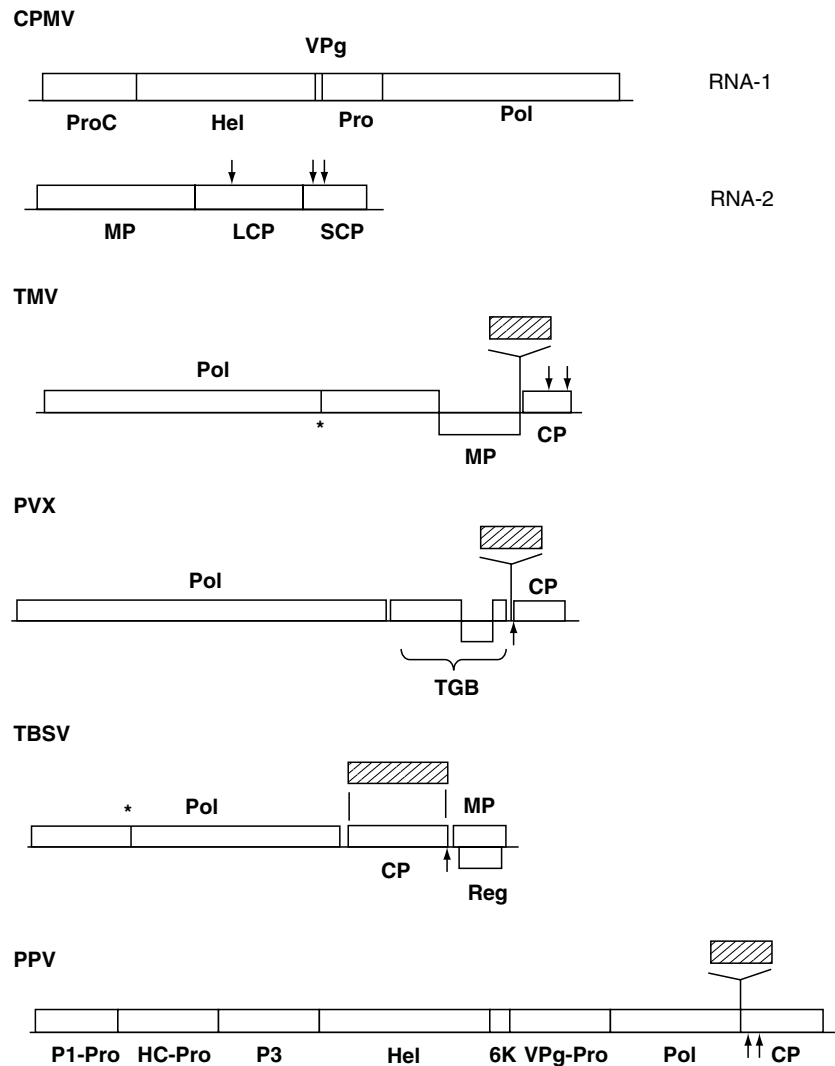 CPMV
VPg
RNA-1
ProC Hel Pro Pol
RNA-2
MP LCP SCP
TMV
Pol
*
CP
MP
PVX
Pol
CP
TGB
TBSV
* Pol MP
CP
Reg
PPV
P1-Pro HC-Pro P3 Hel 6K VPg-Pro Pol CP